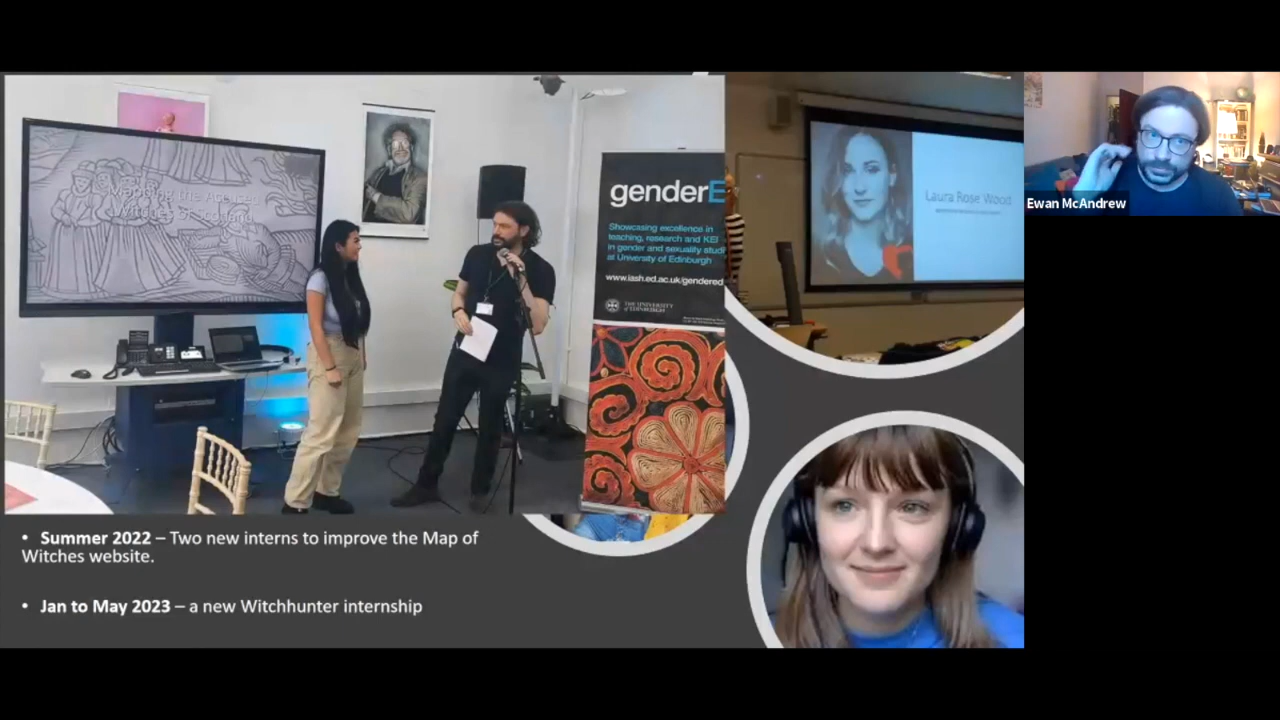 Mapping the Accused
Witches of Scotland
genderE
Showcasing excellence in
teaching, research and KEI
in gender and sexuality studi
at University of Edinburgh
www.iash.ed.ac.uk/gendered
THE UNIVERSITY
of EDINBURGH
Laura Rose Wood
Ewan McAndrew
• Summer 2022 – Two new interns to improve the Map of
Witches website.
• Jan to May 2023 – a new Witchhunter internship